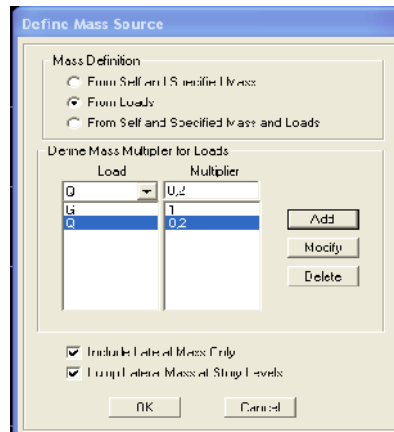 Define Mass Source
Mass Definition
From Self and Specified Mass
From Loads
From Self and Specified Mass and Loads
Define Mass Multiplier for Loads
Load Multiplier
Q 0,2
G 1
Q 0,2
Add
Modify
Delete
Include Lateral Mass Only
Lump Lateral Mass at Story Levels
OK Cancel